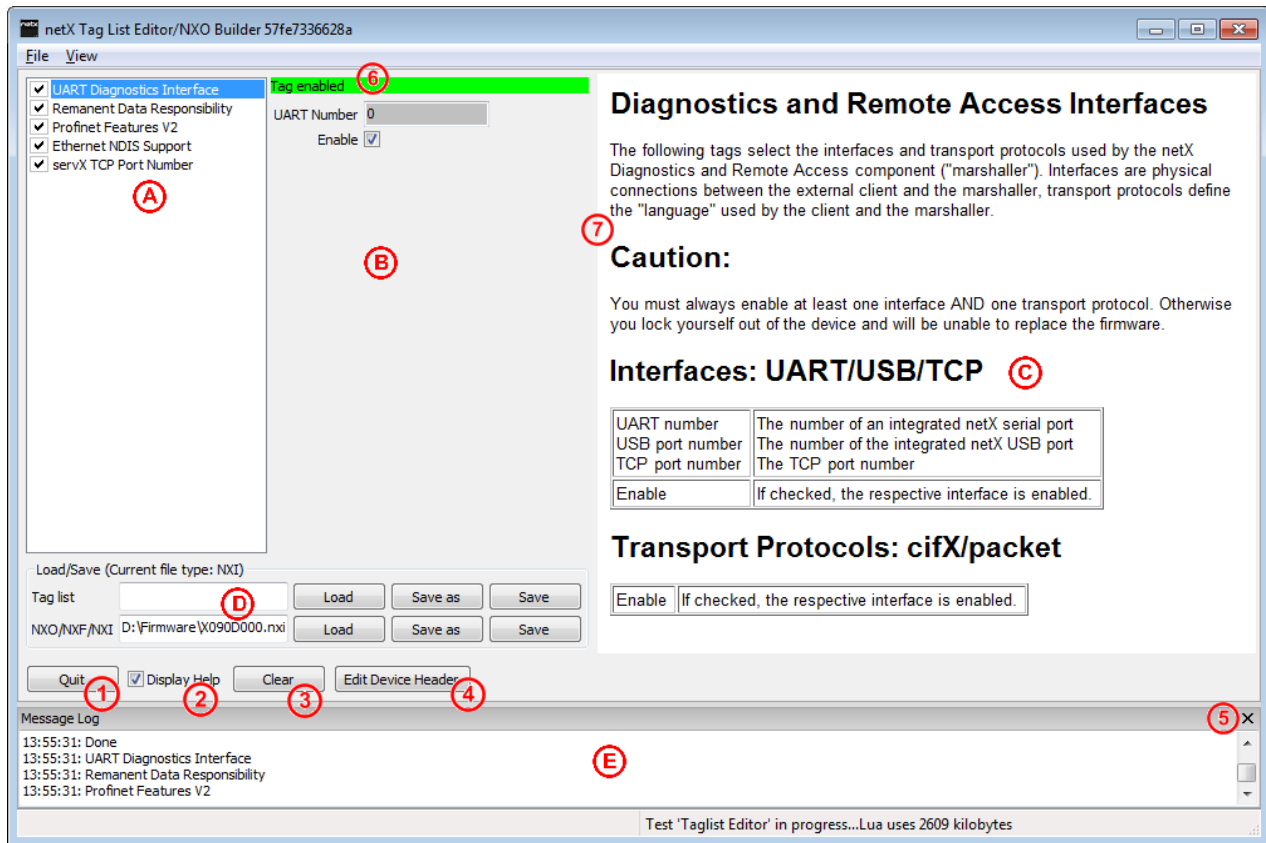 netX Tag List Editor/NXO Builder 57fe7336628a
File View
UART Diagnostics Interface
Remanent Data Responsibility
Profinet Features V2
Ethernet NDIS Support
servX TCP Port Number
A
Tag enabled 6
UART Number 0
Enable
B
7
Diagnostics and Remote Access Interfaces
The following tags select the interfaces and transport protocols used by the netX
Diagnostics and Remote Access component ("marshaller"). Interfaces are physical
connections between the external client and the marshaller, transport protocols define
the "language" used by the client and the marshaller.
Caution:
You must always enable at least one interface AND one transport protocol. Otherwise
you lock yourself out of the device and will be unable to replace the firmware.
Interfaces: UART/USB/TCP C
UART number The number of an integrated netX serial port
USB port number The number of the integrated netX USB port
TCP port number The TCP port number
Enable If checked, the respective interface is enabled.
Transport Protocols: cifX/packet
Enable If checked, the respective interface is enabled.
Load/Save (Current file type: NXI)
Tag list D Load Save as Save
NXO/NXF/NXI D:\Firmware\X090D000.nxi Load Save as Save
Quit 1 Display Help 2 Clear 3 Edit Device Header 4
Message Log 5
13:55:31: Done
13:55:31: UART Diagnostics Interface
13:55:31: Remanent Data Responsibility
13:55:31: Profinet Features V2
E
Test 'Taglist Editor' in progress...Lua uses 2609 kilobytes